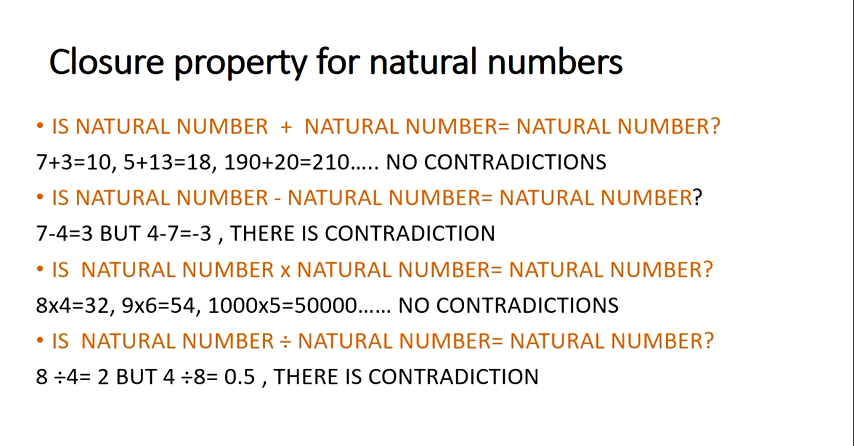 Closure property for natural numbers
• IS NATURAL NUMBER + NATURAL NUMBER= NATURAL NUMBER?
7+3=10, 5+13=18, 190+20=210..... NO CONTRADICTIONS
• IS NATURAL NUMBER - NATURAL NUMBER= NATURAL NUMBER?
7-4=3 BUT 4-7=-3 , THERE IS CONTRADICTION
• IS NATURAL NUMBER x NATURAL NUMBER= NATURAL NUMBER?
8x4=32, 9x6=54, 1000x5=50000...... NO CONTRADICTIONS
• IS NATURAL NUMBER ÷ NATURAL NUMBER= NATURAL NUMBER?
8 ÷4= 2 BUT 4 ÷8= 0.5 , THERE IS CONTRADICTION